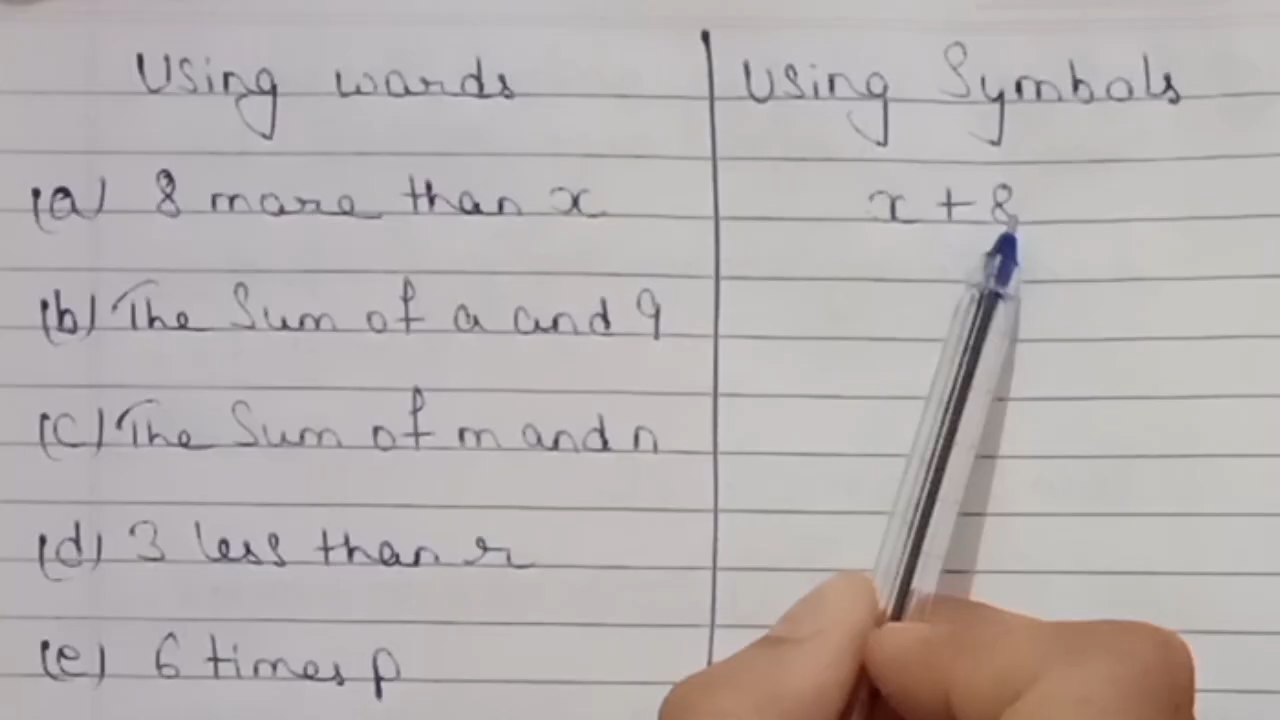 Using words
Using Symbols
(a) 8 more than x
x + 8
(b) The Sum of a and 9
(c) The Sum of m and n
(d) 3 less than r
(e) 6 times p